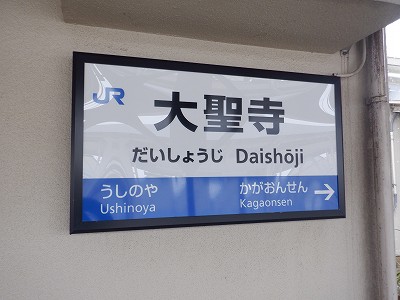 JR
大聖寺
だいしょうじ Daishōji
うしのや かがおんせん →
Ushinoya Kagaonsen